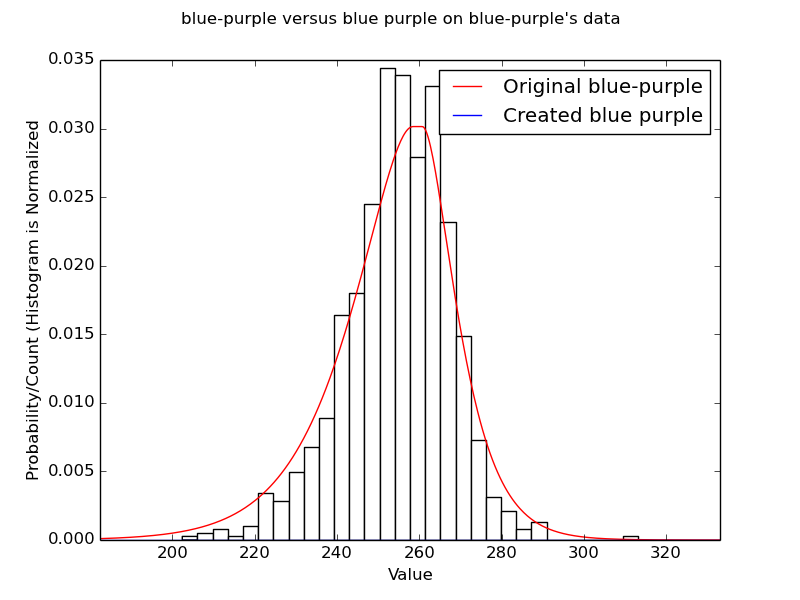 blue-purple versus blue purple on blue-purple's data
Original blue-purple
Created blue purple
Probability/Count (Histogram is Normalized
0.035
0.030
0.025
0.020
0.015
0.010
0.005
0.000
200 220 240 260 280 300 320
Value